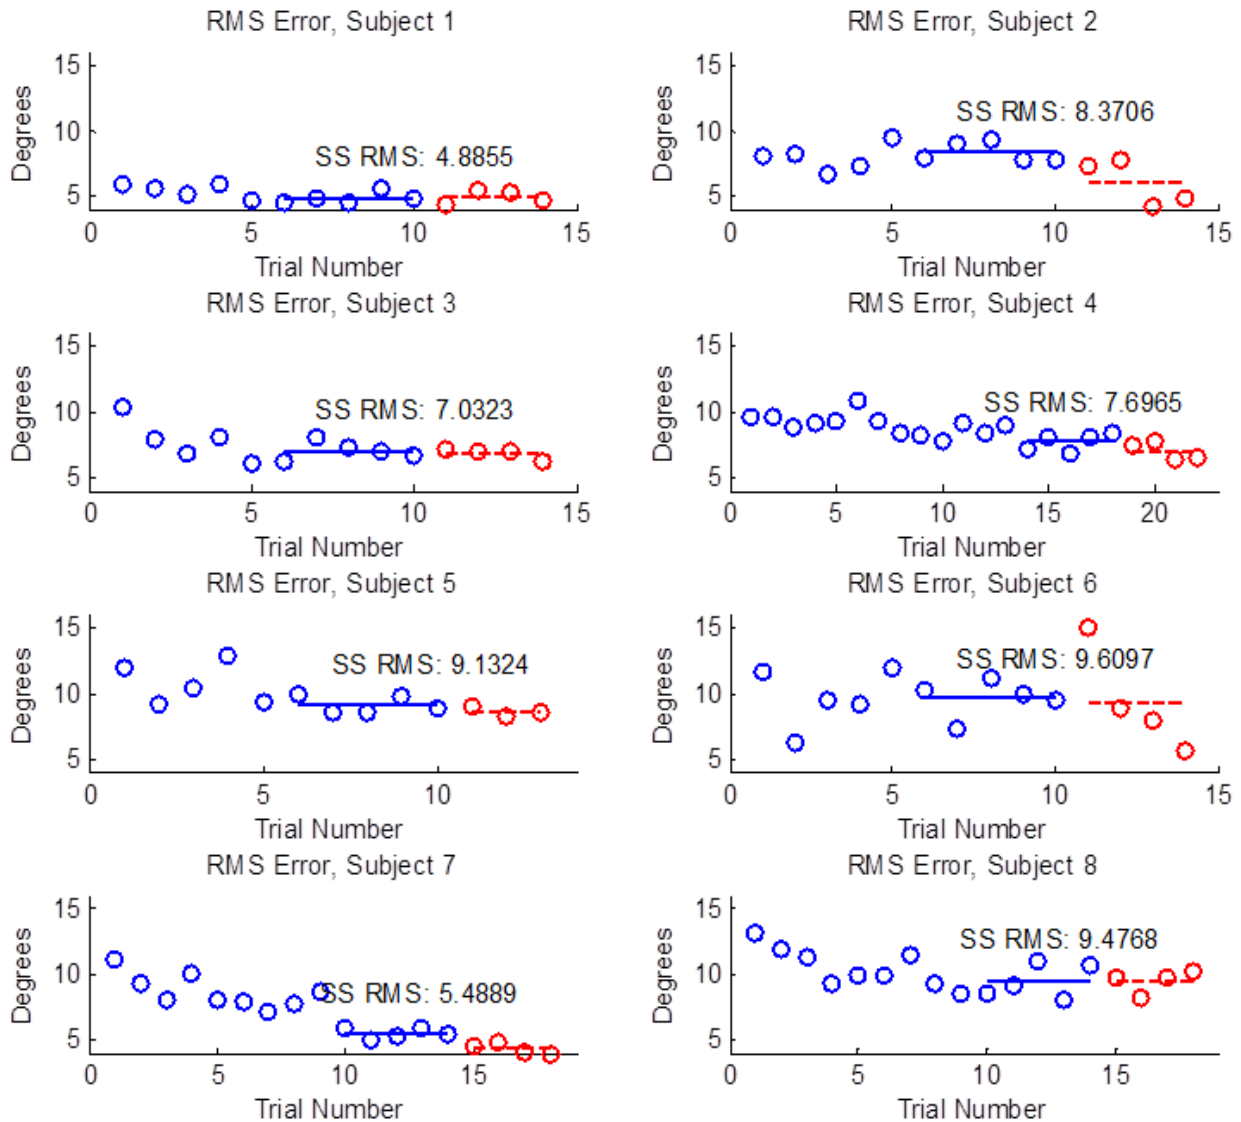 RMS Error, Subject 1
15
10
5
Degrees
SS RMS: 4.8855
0 5 10 15
Trial Number
RMS Error, Subject 2
15
10
5
Degrees
SS RMS: 8.3706
0 5 10 15
Trial Number
RMS Error, Subject 3
15
10
5
Degrees
SS RMS: 7.0323
0 5 10 15
Trial Number
RMS Error, Subject 4
15
10
5
Degrees
SS RMS: 7.6965
0 5 10 15 20
Trial Number
RMS Error, Subject 5
15
10
5
Degrees
SS RMS: 9.1324
0 5 10
Trial Number
RMS Error, Subject 6
15
10
5
Degrees
SS RMS: 9.6097
0 5 10 15
Trial Number
RMS Error, Subject 7
15
10
5
Degrees
SS RMS: 5.4889
0 5 10 15
Trial Number
RMS Error, Subject 8
15
10
5
Degrees
SS RMS: 9.4768
0 5 10 15
Trial Number